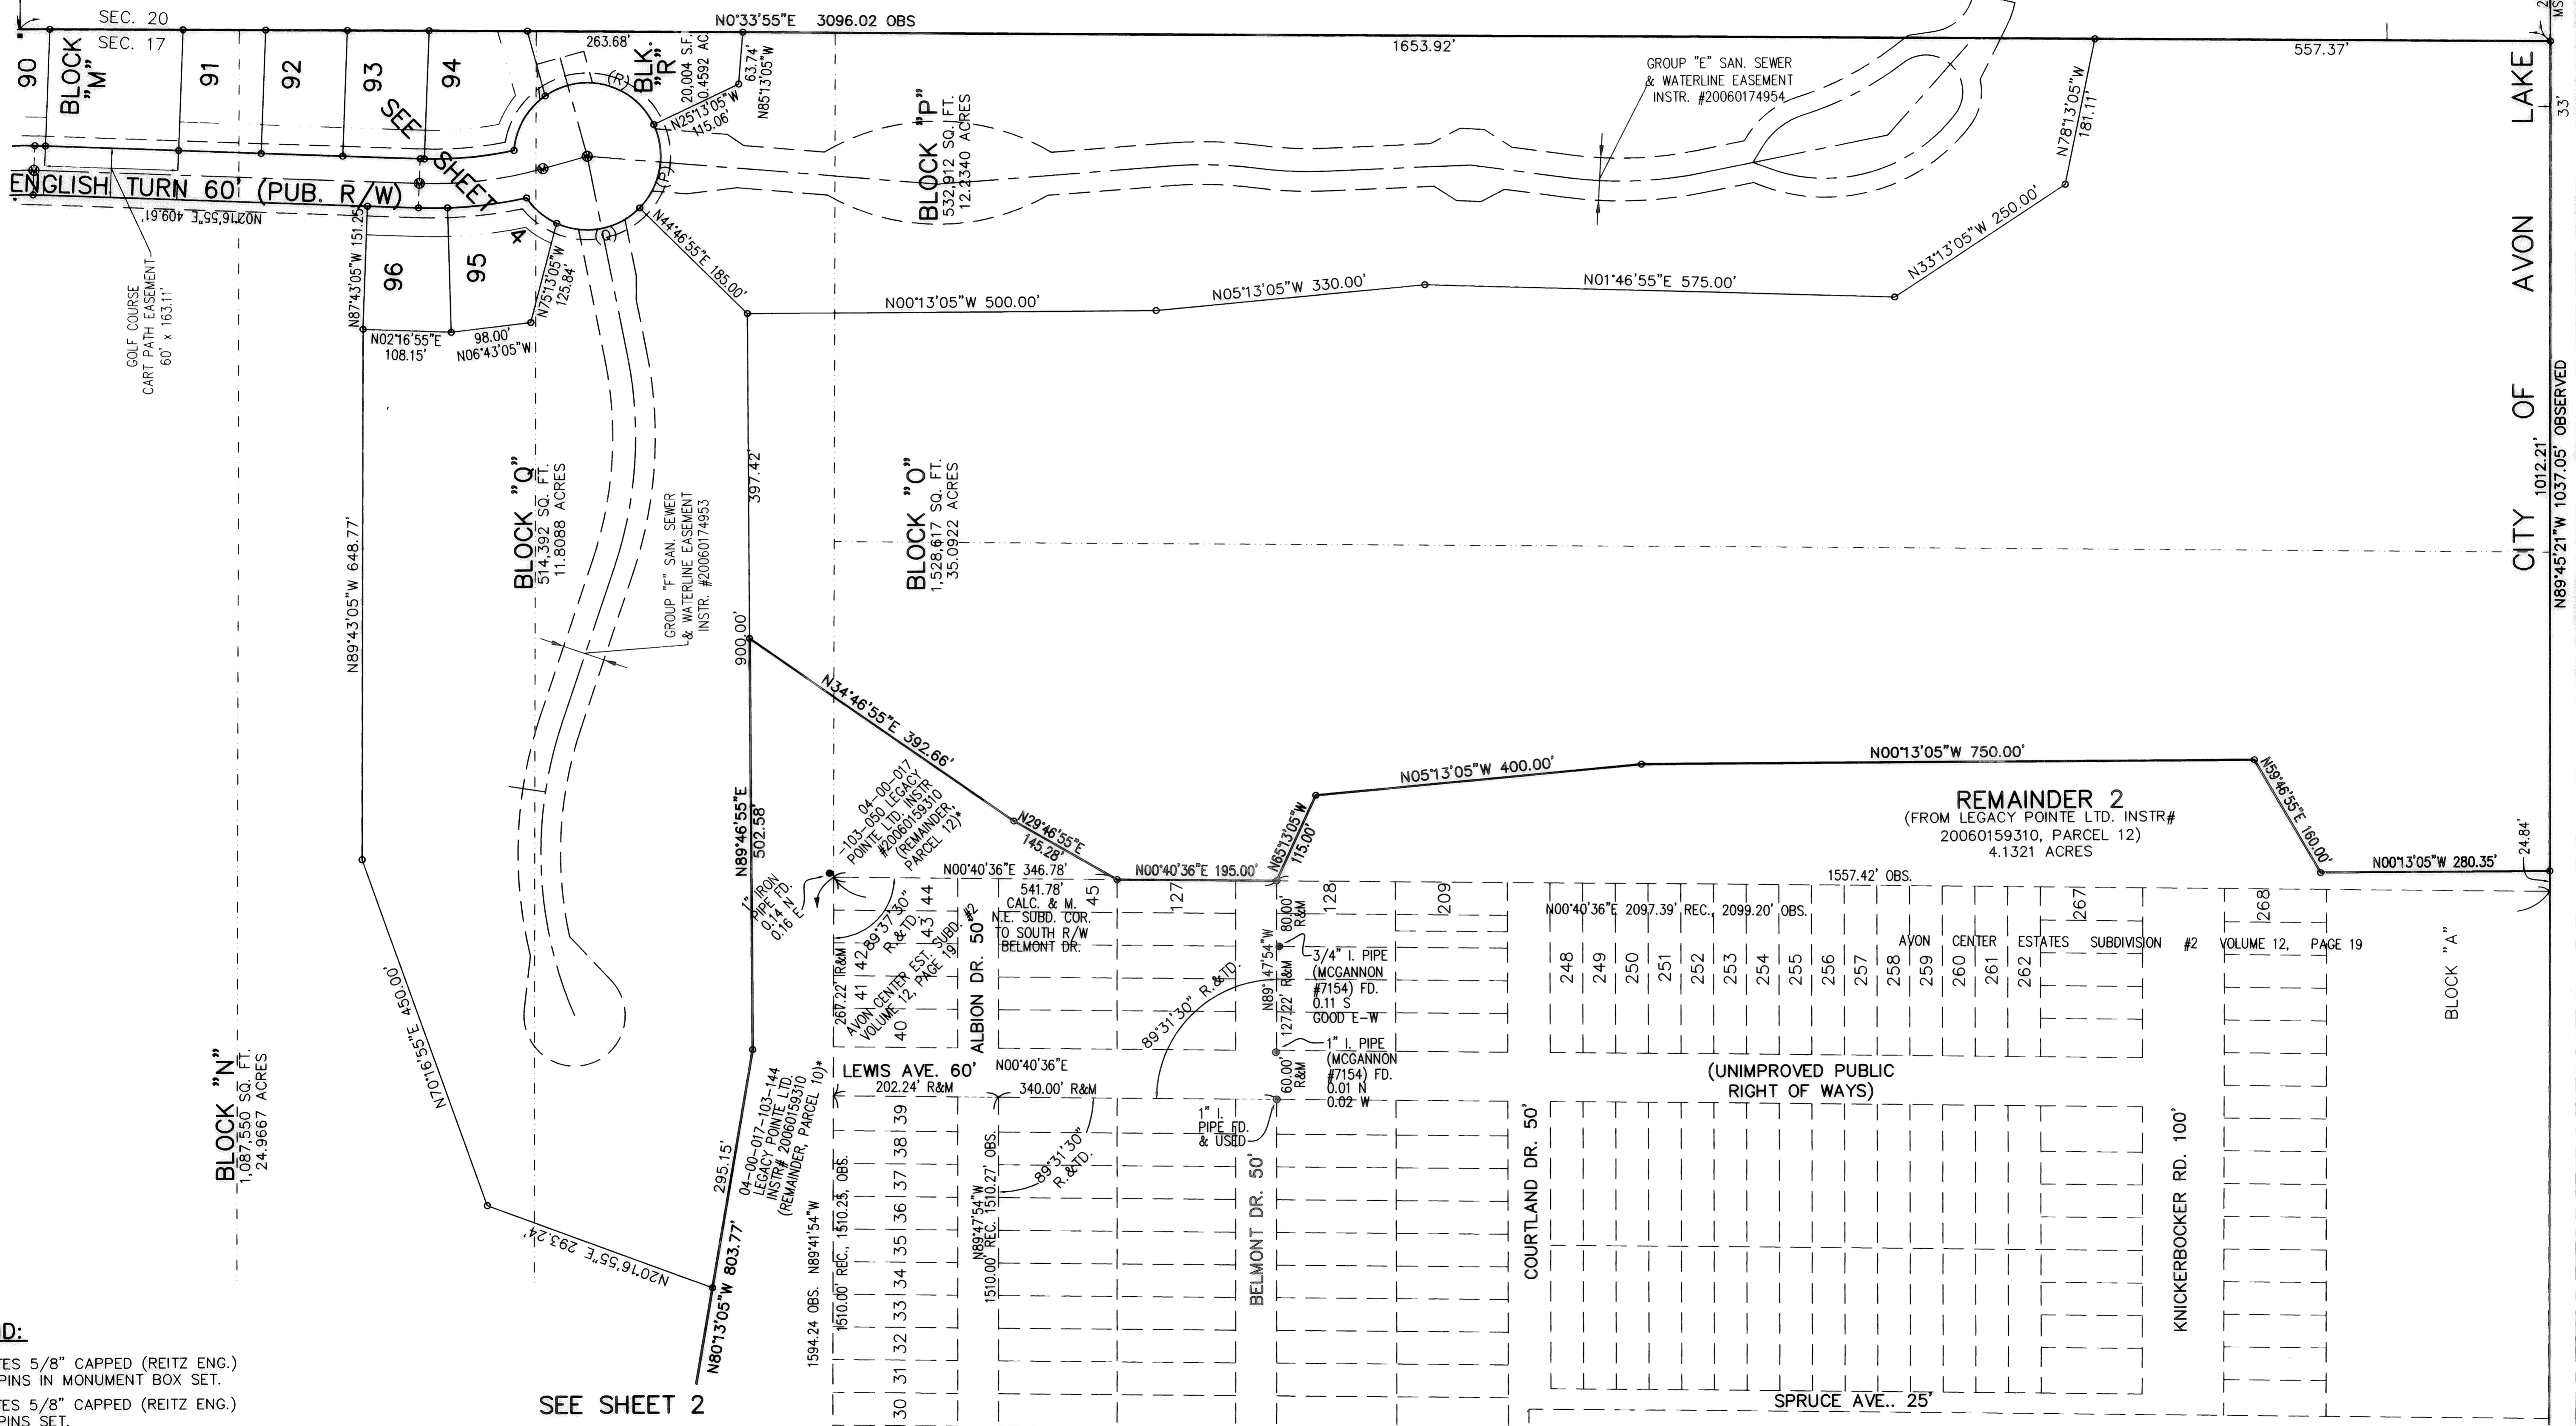 SEC. 20
SEC. 17
N0°33'55"E 3096.02 OBS
263.68'
1653.92'
557.37'
90
BLOCK
"M"
91
92
93
94
SEE
SHEET
4
BLK.
"R"
20,004 S.F.
0.4592 AC.
63.74'
N85°13'05"W
N25°13'05"W
115.06'
(R)
(P)
(Q)
ENGLISH TURN 60' (PUB. R/W)
N02°16'55"E 409.61'
GOLF COURSE
CART PATH EASEMENT
60' x 163.11'
N87°43'05"W 151.25'
96
95
N75°13'05"W
125.84'
N02°16'55"E
108.15'
98.00'
N06°43'05"W
N44°46'55"E 185.00'
BLOCK "P"
532,912 SQ. FT.
12.2340 ACRES
GROUP "E" SAN. SEWER
& WATERLINE EASEMENT
INSTR. #20060174954
N78°13'05"W
181.11'
N33°13'05"W 250.00'
N00°13'05"W 500.00'
N05°13'05"W 330.00'
N01°46'55"E 575.00'
CITY OF AVON LAKE
33'
1012.21'
N89°45'21"W 1037.05' OBSERVED
N89°43'05"W 648.77'
BLOCK "Q"
514,392 SQ. FT.
11.8088 ACRES
GROUP "F" SAN. SEWER
& WATERLINE EASEMENT
INSTR. #20060174953
397.42'
900.00'
N89°46'55"E
502.58'
BLOCK "O"
1,528,617 SQ. FT.
35.0922 ACRES
N34°46'55"E 392.66'
04-00-017
-103-050 LEGACY
POINTE LTD. INSTR
#20060159310
(REMAINDER,
PARCEL 12)*
N29°46'55"E
145.28'
N00°40'36"E 346.78'
N00°40'36"E 195.00'
N65°13'05"W
115.00'
N05°13'05"W 400.00'
N00°13'05"W 750.00'
REMAINDER 2
(FROM LEGACY POINTE LTD. INSTR#
20060159310, PARCEL 12)
4.1321 ACRES
N59°46'55"E 160.00'
N00°13'05"W 280.35'
24.84'
1557.42' OBS.
1" IRON
PIPE FD.
0.14 N
0.16 E
541.78'
CALC. & M.
N.E. SUBD. COR.
TO SOUTH R/W
BELMONT DR.
89°37'30"
R.&TD.
267.22' R&M
40
41
42
43
44
45
127
128
209
AVON CENTER EST. SUBD. #2
VOLUME 12, PAGE 19
ALBION DR. 50'
80.00'
R&M
N89°47'54"W
127.22' R&M
60.00'
R&M
3/4" I. PIPE
(MCGANNON
#7154) FD.
0.11 S
GOOD E-W
1" I. PIPE
(MCGANNON
#7154) FD.
0.01 N
0.02 W
1" I.
PIPE FD.
& USED
89°31'30" R.&TD.
N00°40'36"E 2097.39' REC., 2099.20' OBS.
AVON CENTER ESTATES SUBDIVISION #2 VOLUME 12, PAGE 19
248
249
250
251
252
253
254
255
256
257
258
259
260
261
262
267
268
BLOCK "A"
LEWIS AVE. 60'
N00°40'36"E
202.24' R&M
340.00' R&M
(UNIMPROVED PUBLIC
RIGHT OF WAYS)
N70°16'55"E 450.00'
BLOCK "N"
1,087,550 SQ. FT.
24.9667 ACRES
N20°16'55"E 293.24'
295.15'
N80°13'05"W 803.77'
04-00-017-103-144
LEGACY POINTE LTD.
INSTR# 20060159310
(REMAINDER, PARCEL 10)*
1594.24 OBS. N89°41'54"W
1510.00' REC., 1510.25, OBS.
39
38
37
36
35
34
33
32
31
30
N89°47'54"W
1510.00' REC. 1510.27' OBS.
89°31'30"
R.&TD.
BELMONT DR. 50'
COURTLAND DR. 50'
KNICKERBOCKER RD. 100'
SPRUCE AVE.. 25'
SEE SHEET 2
D:
TES 5/8" CAPPED (REITZ ENG.)
PINS IN MONUMENT BOX SET.
TES 5/8" CAPPED (REITZ ENG.)
PINS SET.